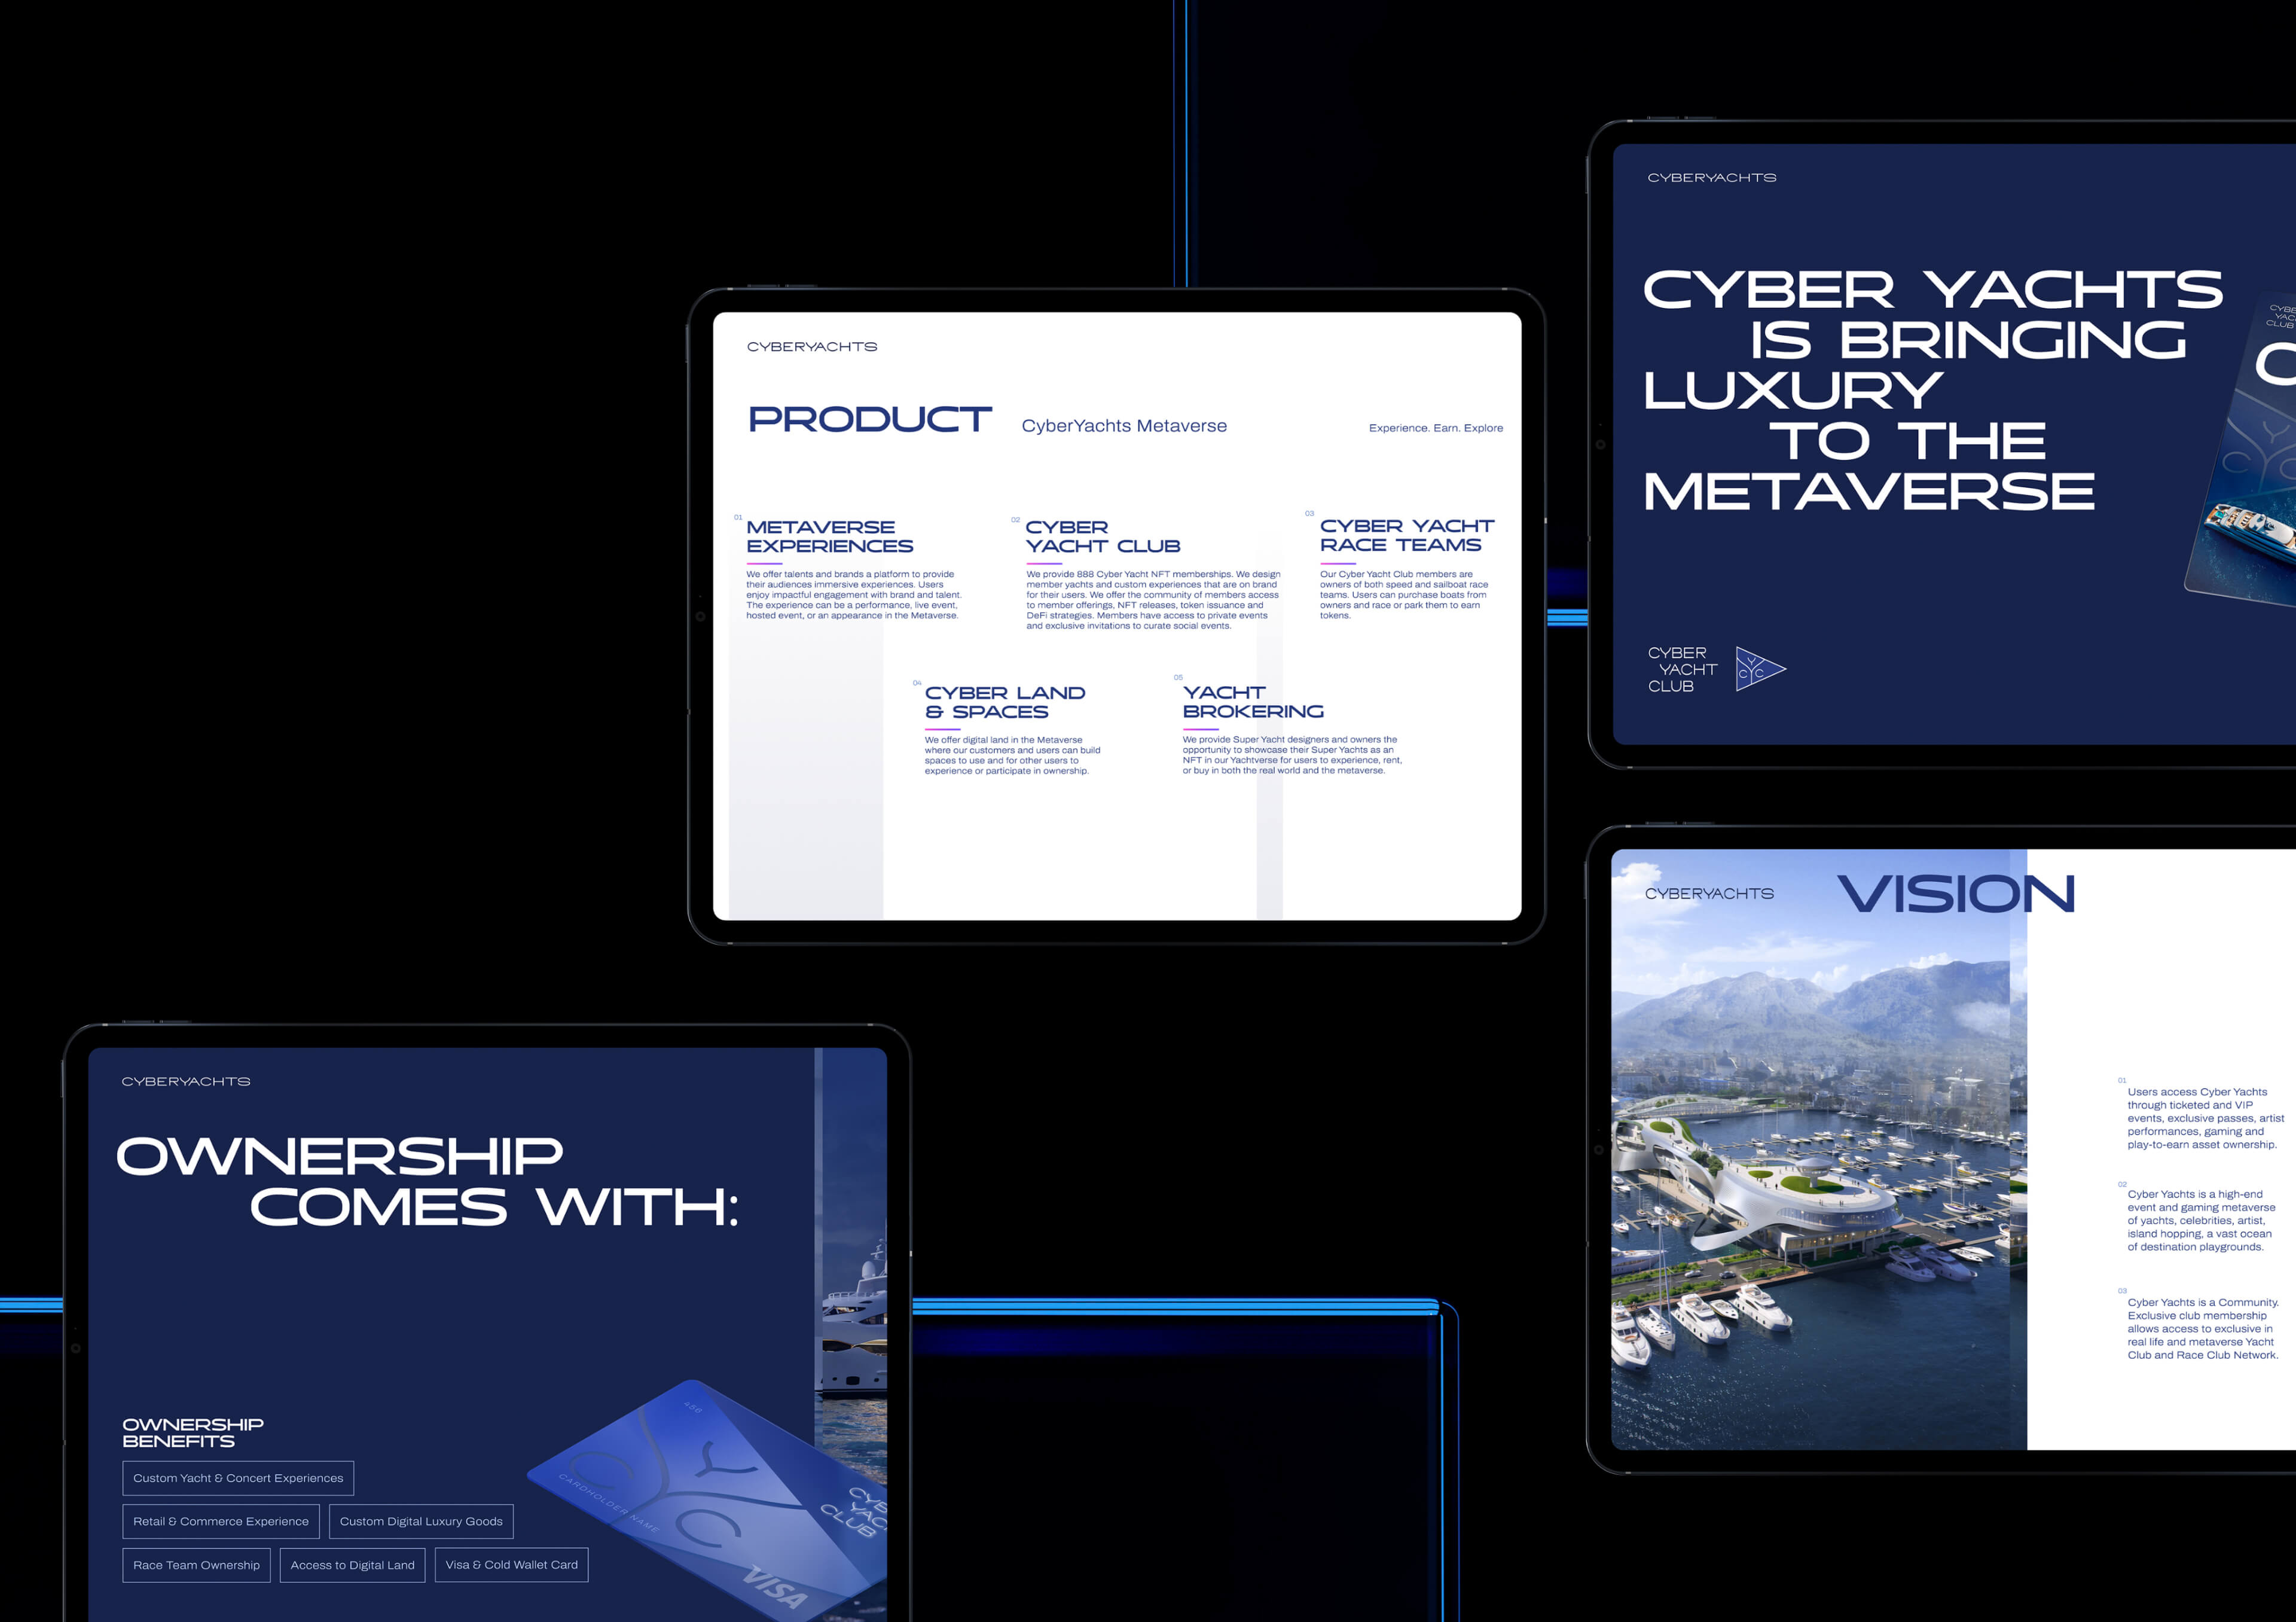 CYBERYACHTS
PRODUCT
CyberYachts Metaverse
Experience. Earn. Explore
01
METAVERSE
EXPERIENCES
We offer talents and brands a platform to provide
their audiences immersive experiences. Users
enjoy impactful engagement with brand and talent.
The experience can be a performance, live event,
hosted event, or an appearance in the Metaverse.
02
CYBER
YACHT CLUB
We provide 888 Cyber Yacht NFT memberships. We design
member yachts and custom experiences that are on brand
for their users. We offer the community of members access
to member offerings, NFT releases, token issuance and
DeFi strategies. Members have access to private events
and exclusive invitations to curate social events.
03
CYBER YACHT
RACE TEAMS
Our Cyber Yacht Club members are
owners of both speed and sailboat race
teams. Users can purchase boats from
owners and race or park them to earn
tokens.
04
CYBER LAND
& SPACES
We offer digital land in the Metaverse
where our customers and users can build
spaces to use and for other users to
experience or participate in ownership.
05
YACHT
BROKERING
We provide Super Yacht designers and owners the
opportunity to showcase their Super Yachts as an
NFT in our Yachtverse for users to experience, rent,
or buy in both the real world and the metaverse.
CYBERYACHTS
CYBER YACHTS
IS BRINGING
LUXURY
TO THE
METAVERSE
CYBER
YACHT
CLUB
CYC
CYBERYACHTS
VISION
01
Users access Cyber Yachts
through ticketed and VIP
events, exclusive passes, artist
performances, gaming and
play-to-earn asset ownership.
02
Cyber Yachts is a high-end
event and gaming metaverse
of yachts, celebrities, artist,
island hopping, a vast ocean
of destination playgrounds.
03
Cyber Yachts is a Community.
Exclusive club membership
allows access to exclusive in
real life and metaverse Yacht
Club and Race Club Network.
CYBERYACHTS
OWNERSHIP
COMES WITH:
OWNERSHIP
BENEFITS
Custom Yacht & Concert Experiences
Retail & Commerce Experience
Custom Digital Luxury Goods
Race Team Ownership
Access to Digital Land
Visa & Cold Wallet Card
CYC
CARDHOLDER NAME
CLUB
VISA